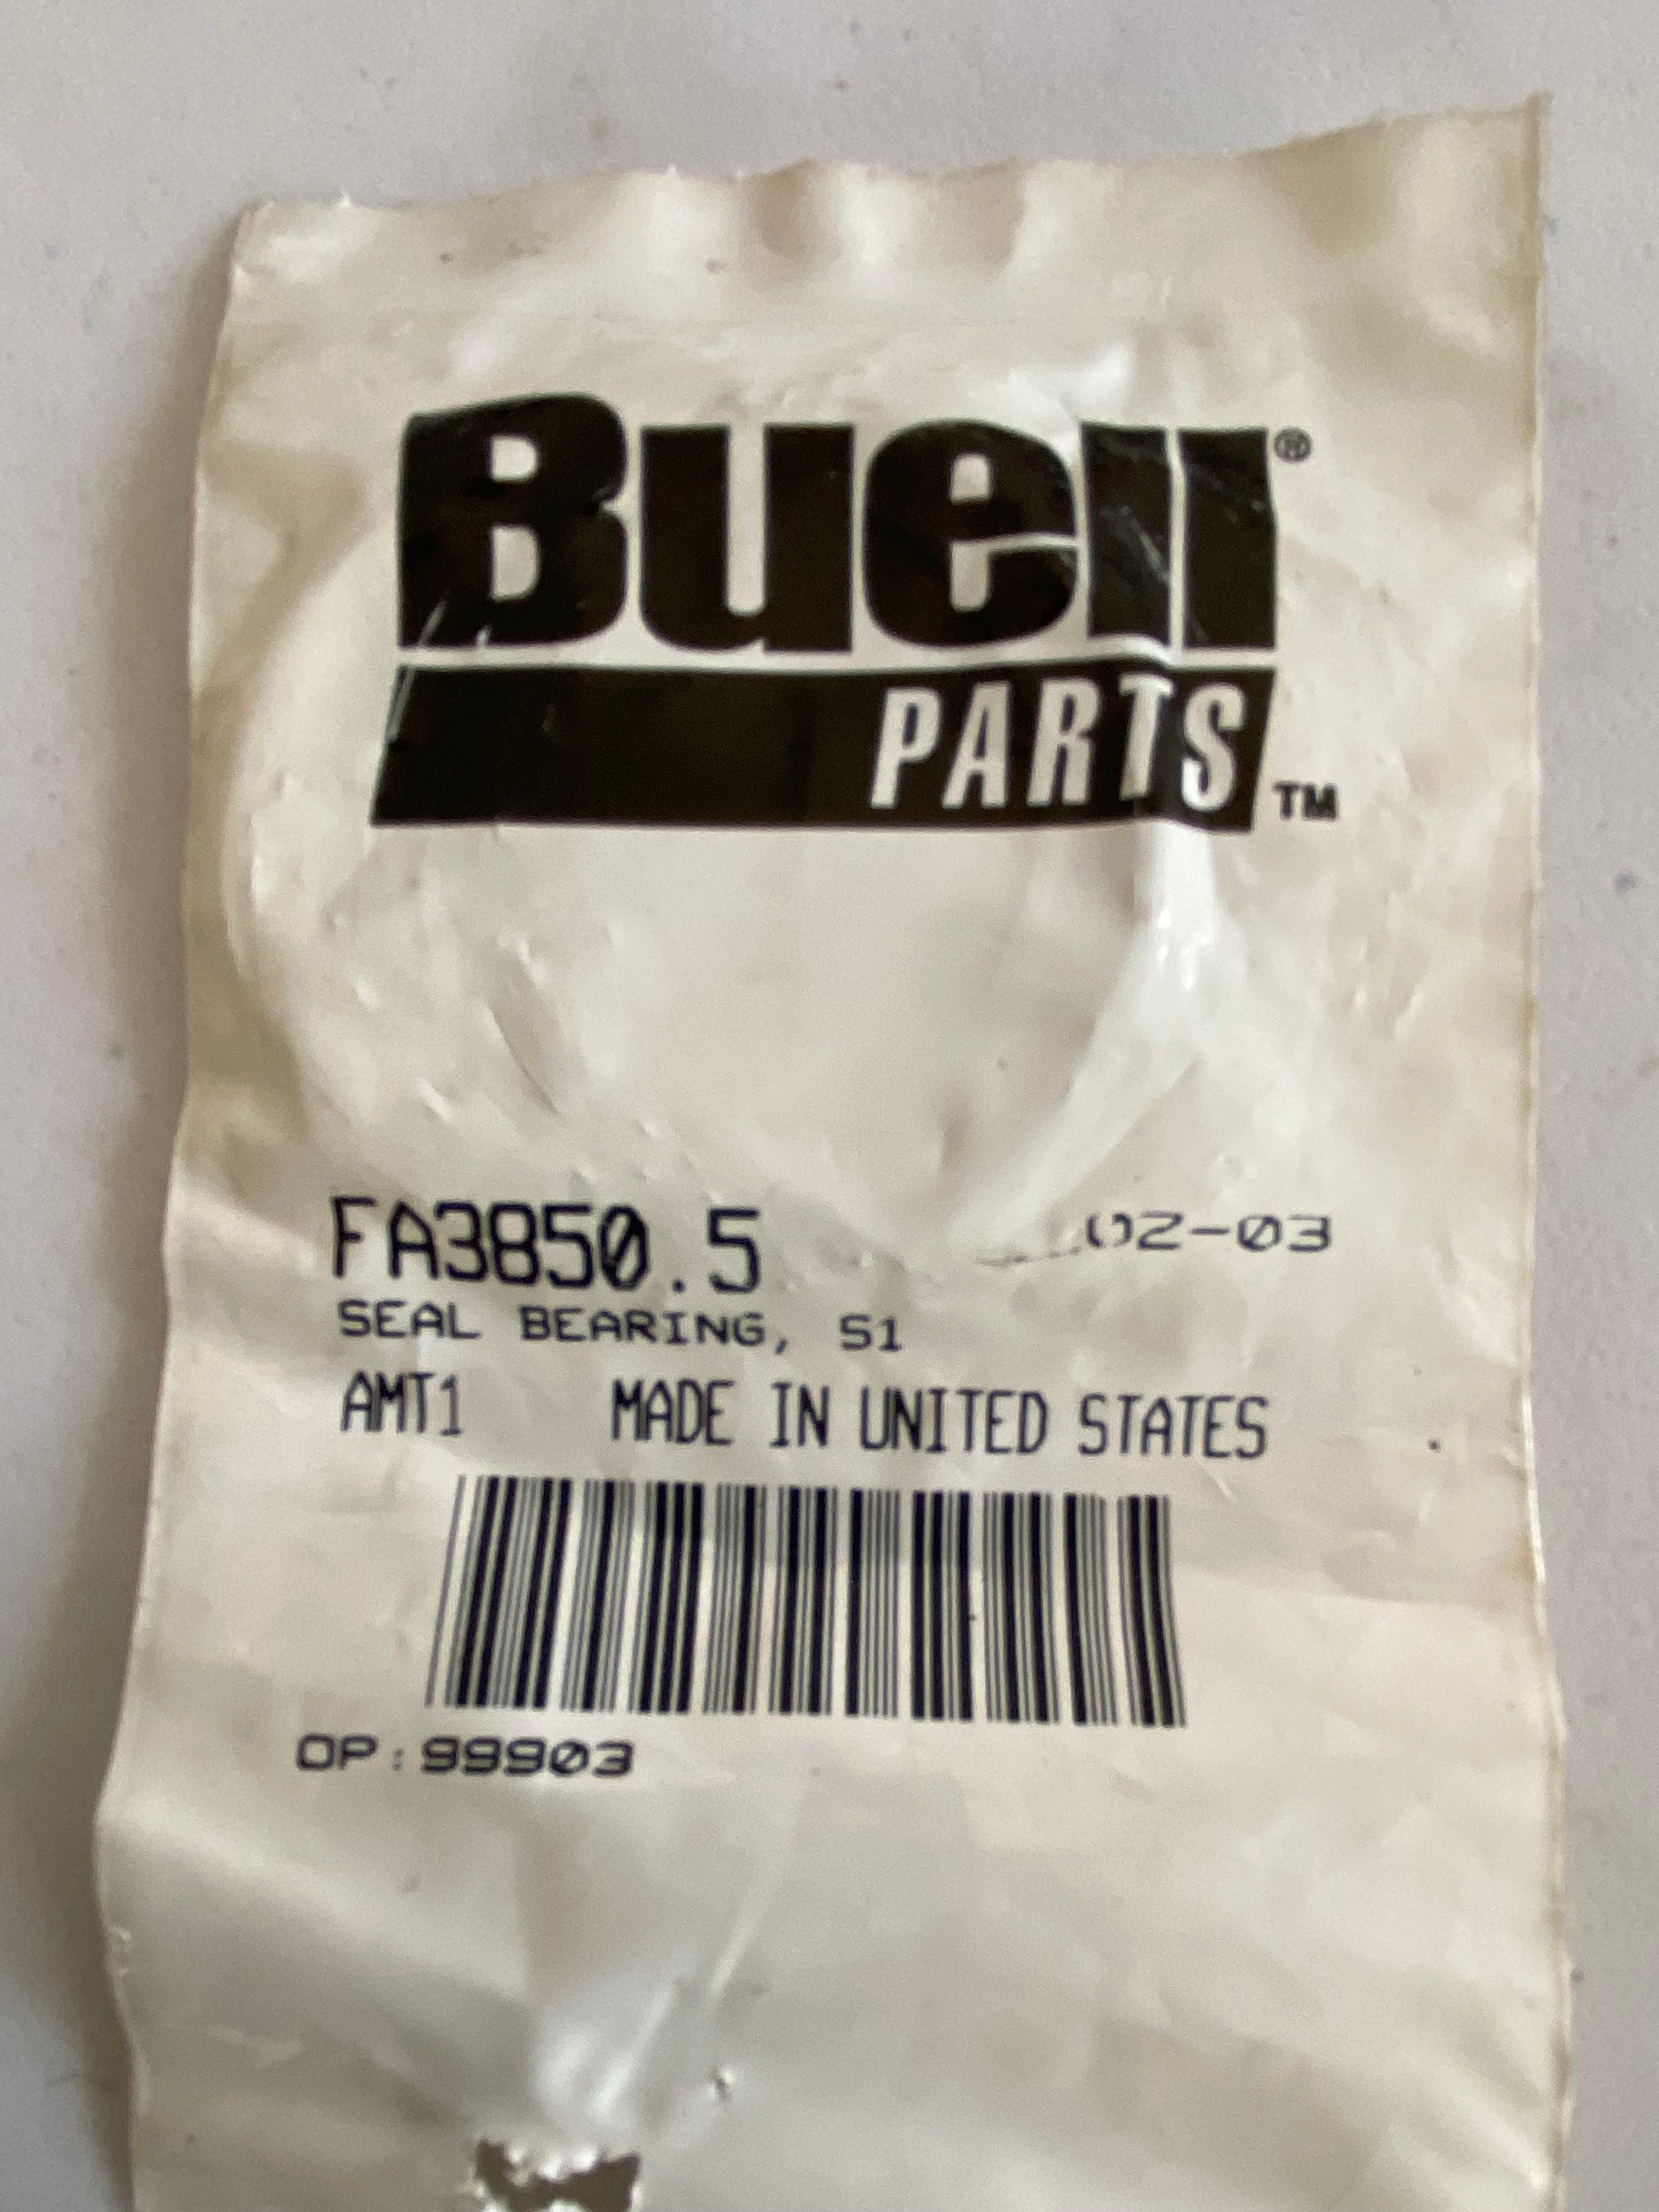 Buell®
PARTS™
FA3850.5 02-03
SEAL BEARING, S1
AMT1 MADE IN UNITED STATES
OP:99903